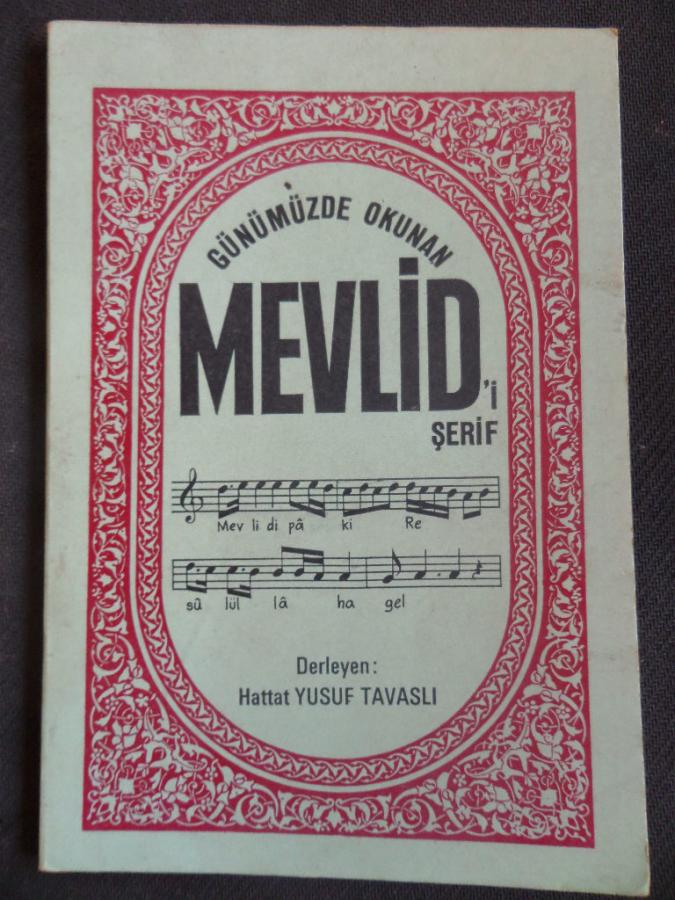 GÜNÜMÜZDE OKUNAN
MEVLİD'i
ŞERİF
Mev li di pâ ki Re
sû lül lâ ha gel
Derleyen:
Hattat YUSUF TAVASLI